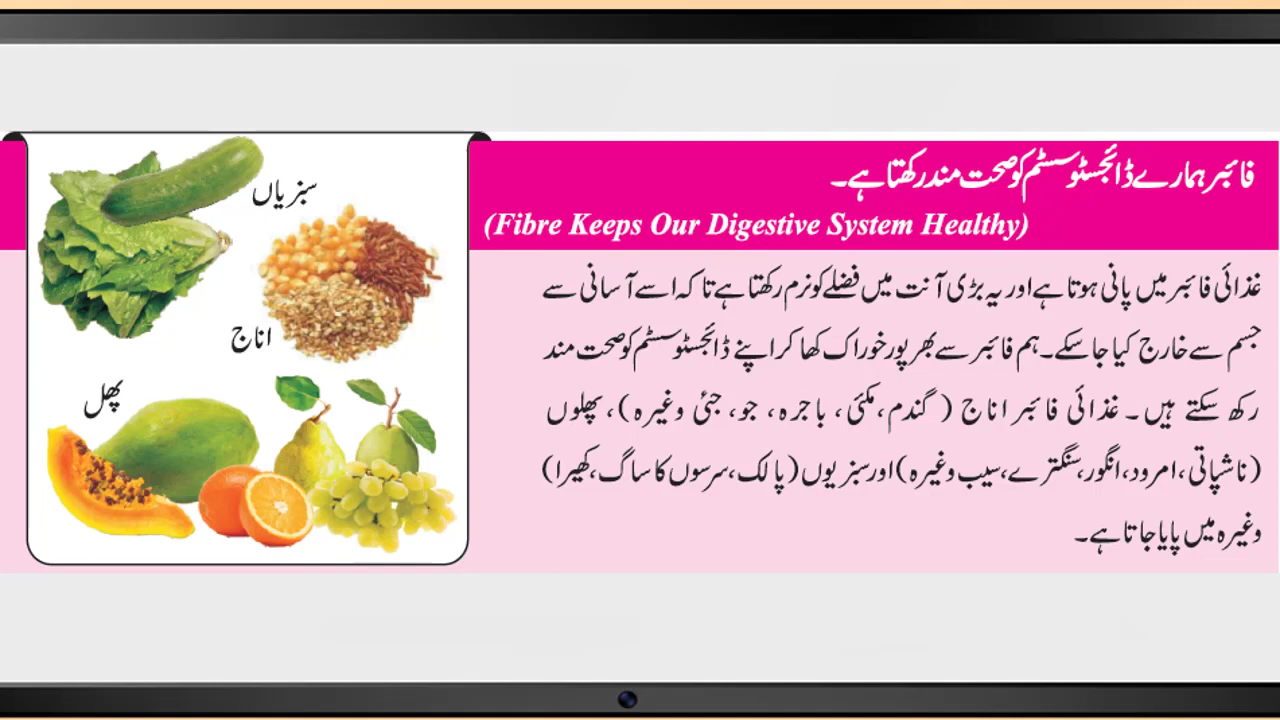 فائبر ہمارے ڈائجسٹو سسٹم کو صحت مند رکھتا ہے۔
(Fibre Keeps Our Digestive System Healthy)
غذائی فائبر میں پانی ہوتا ہے اور یہ بڑی آنت میں فضلے کو نرم رکھتا ہے تاکہ اسے آسانی سے
جسم سے خارج کیا جا سکے۔ ہم فائبر سے بھرپور خوراک کھا کر اپنے ڈائجسٹو سسٹم کو صحت مند
رکھ سکتے ہیں۔ غذائی فائبر اناج (گندم، مکئی، باجرہ، جو، جئی وغیرہ)، پھلوں
(ناشپاتی، امرود، انگور، سنگترے، سیب وغیرہ) اور سبزیوں (پالک، سرسوں کا ساگ، کھیرا)
وغیرہ میں پایا جاتا ہے۔
سبزیاں
اناج
پھل